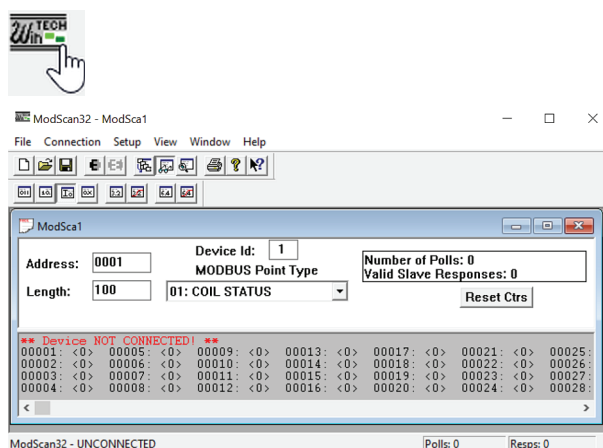 Win TECH
ModScan32 - ModSca1
File Connection Setup View Window Help
ModSca1
Address: 0001
Device Id: 1
MODBUS Point Type
Length: 100
01: COIL STATUS
Number of Polls: 0
Valid Slave Responses: 0
Reset Ctrs
** Device NOT CONNECTED! **
00001: <0> 00005: <0> 00009: <0> 00013: <0> 00017: <0> 00021: <0> 00025:
00002: <0> 00006: <0> 00010: <0> 00014: <0> 00018: <0> 00022: <0> 00026:
00003: <0> 00007: <0> 00011: <0> 00015: <0> 00019: <0> 00023: <0> 00027:
00004: <0> 00008: <0> 00012: <0> 00016: <0> 00020: <0> 00024: <0> 00028:
ModScan32 - UNCONNECTED Polls: 0 Resps: 0